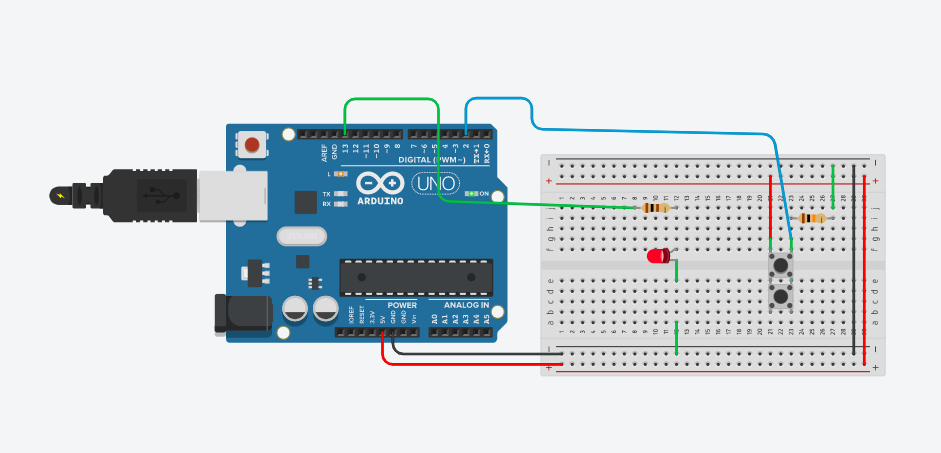 AREF
GND
13
12
~11
~10
~9
8
7
~6
~5
4
~3
2
TX→1
RX←0
DIGITAL (PWM~)
L
TX
RX
ARDUINO
UNO
ON
POWER
ANALOG IN
IOREF
RESET
3.3V
5V
GND
GND
Vin
A0
A1
A2
A3
A4
A5
j
i
h
g
f
e
d
c
b
a